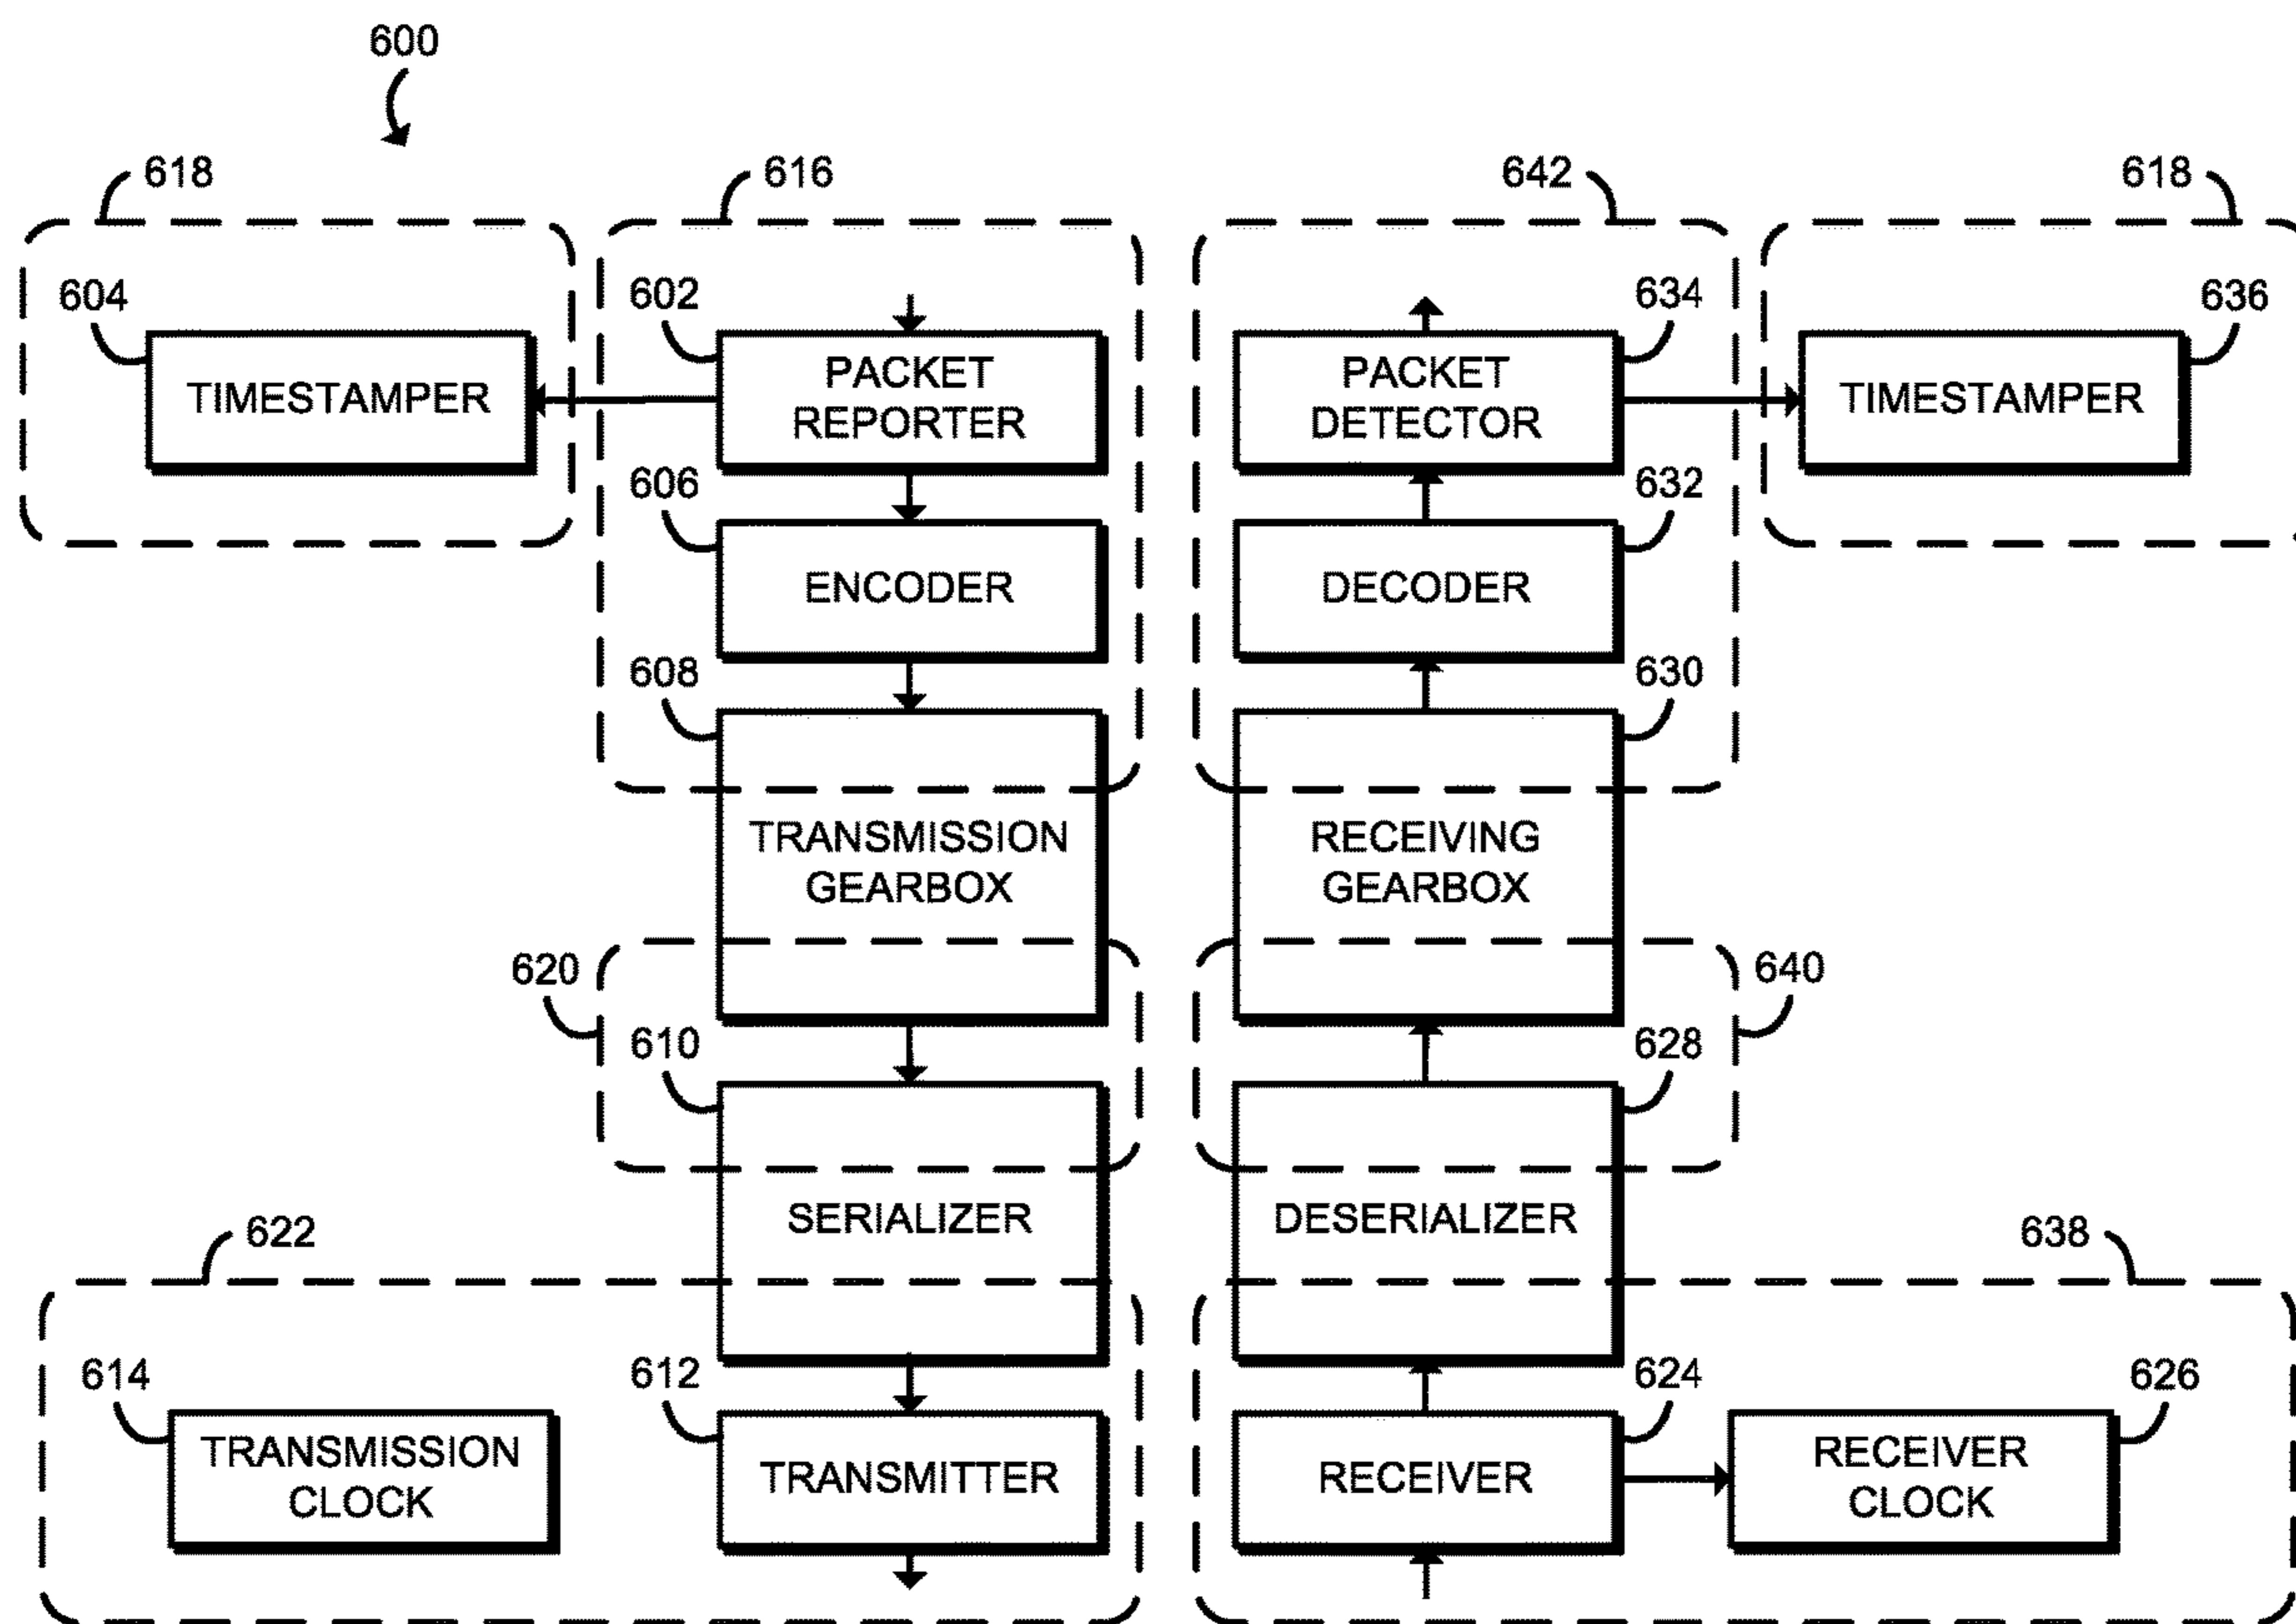 600
618
616
642
618
604
602
634
636
TIMESTAMPER
PACKET
REPORTER
PACKET
DETECTOR
TIMESTAMPER
606
632
ENCODER
DECODER
608
630
TRANSMISSION
GEARBOX
RECEIVING
GEARBOX
620
640
610
628
SERIALIZER
DESERIALIZER
622
638
614
612
624
626
TRANSMISSION
CLOCK
TRANSMITTER
RECEIVER
RECEIVER
CLOCK